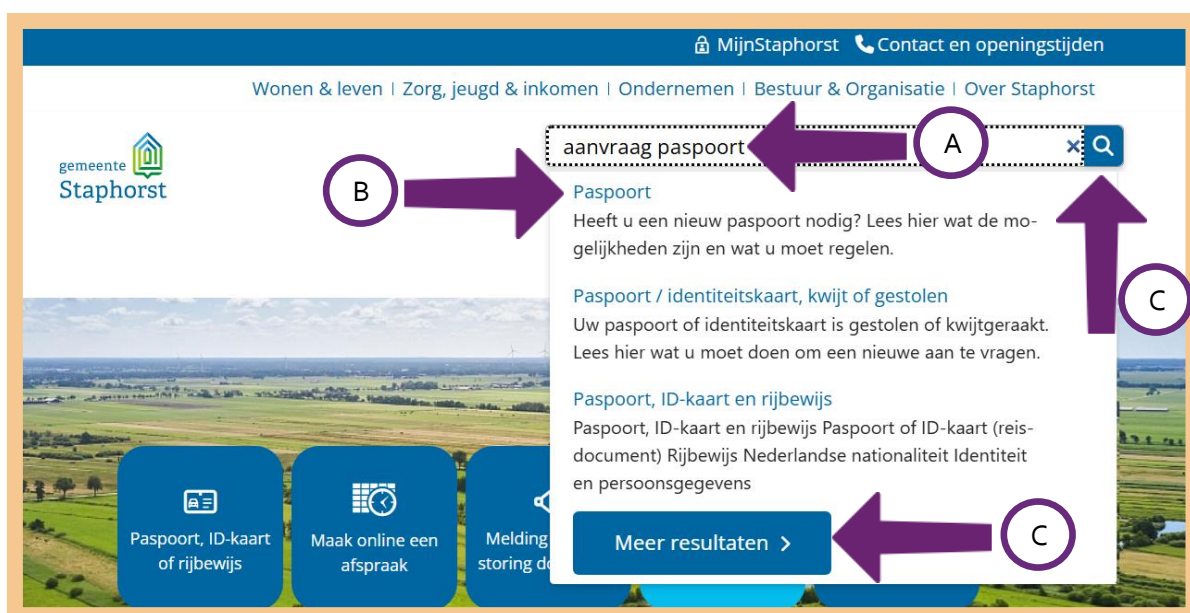 MijnStaphorst Contact en openingstijden
Wonen & leven | Zorg, jeugd & inkomen | Ondernemen | Bestuur & Organisatie | Over Staphorst
gemeente
Staphorst
aanvraag paspoort
A
B
Paspoort
Heeft u een nieuw paspoort nodig? Lees hier wat de mo-
gelijkheden zijn en wat u moet regelen.
C
Paspoort / identiteitskaart, kwijt of gestolen
Uw paspoort of identiteitskaart is gestolen of kwijtgeraakt.
Lees hier wat u moet doen om een nieuwe aan te vragen.
Paspoort, ID-kaart en rijbewijs
Paspoort, ID-kaart en rijbewijs Paspoort of ID-kaart (reis-
document) Rijbewijs Nederlandse nationaliteit Identiteit
en persoonsgegevens
Meer resultaten
C
Paspoort, ID-kaart
of rijbewijs
Maak online een
afspraak
Melding
storing